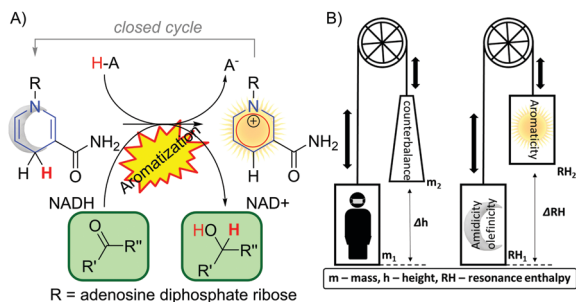 A)
closed cycle
R
N
H-A
A-
R
N
+
NH₂
O
H H
Aromatization
NH₂
O
H
NADH
NAD+
O
R' R"
HO H
R' R"
R = adenosine diphosphate ribose
B)
counterbalance
m₂
Δh
m₁
Aromaticity
RH₂
ΔRH
Amidicity
olefinicity
RH₁
m – mass, h – height, RH – resonance enthalpy